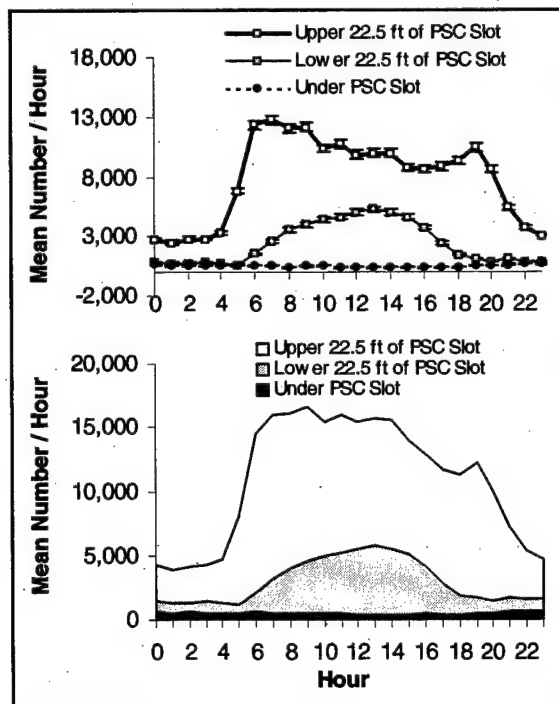 Upper 22.5 ft of PSC Slot
Lower 22.5 ft of PSC Slot
Under PSC Slot
18,000
13,000
8,000
3,000
-2,000
Mean Number / Hour
0 2 4 6 8 10 12 14 16 18 20 22
Upper 22.5 ft of PSC Slot
Lower 22.5 ft of PSC Slot
Under PSC Slot
20,000
15,000
10,000
5,000
0
Mean Number / Hour
0 2 4 6 8 10 12 14 16 18 20 22
Hour